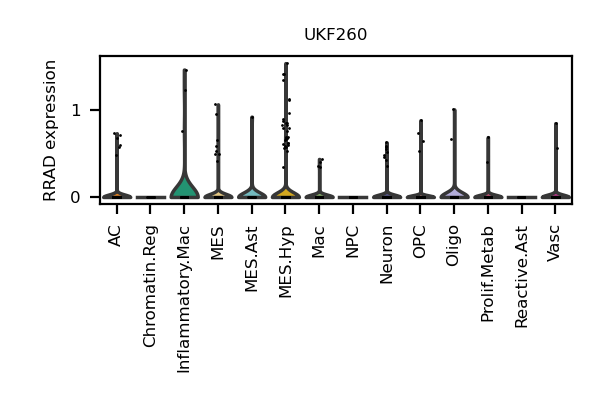 UKF260
RRAD expression
1
0
AC
Chromatin.Reg
Inflammatory.Mac
MES
MES.Ast
MES.Hyp
Mac
NPC
Neuron
OPC
Oligo
Prolif.Metab
Reactive.Ast
Vasc